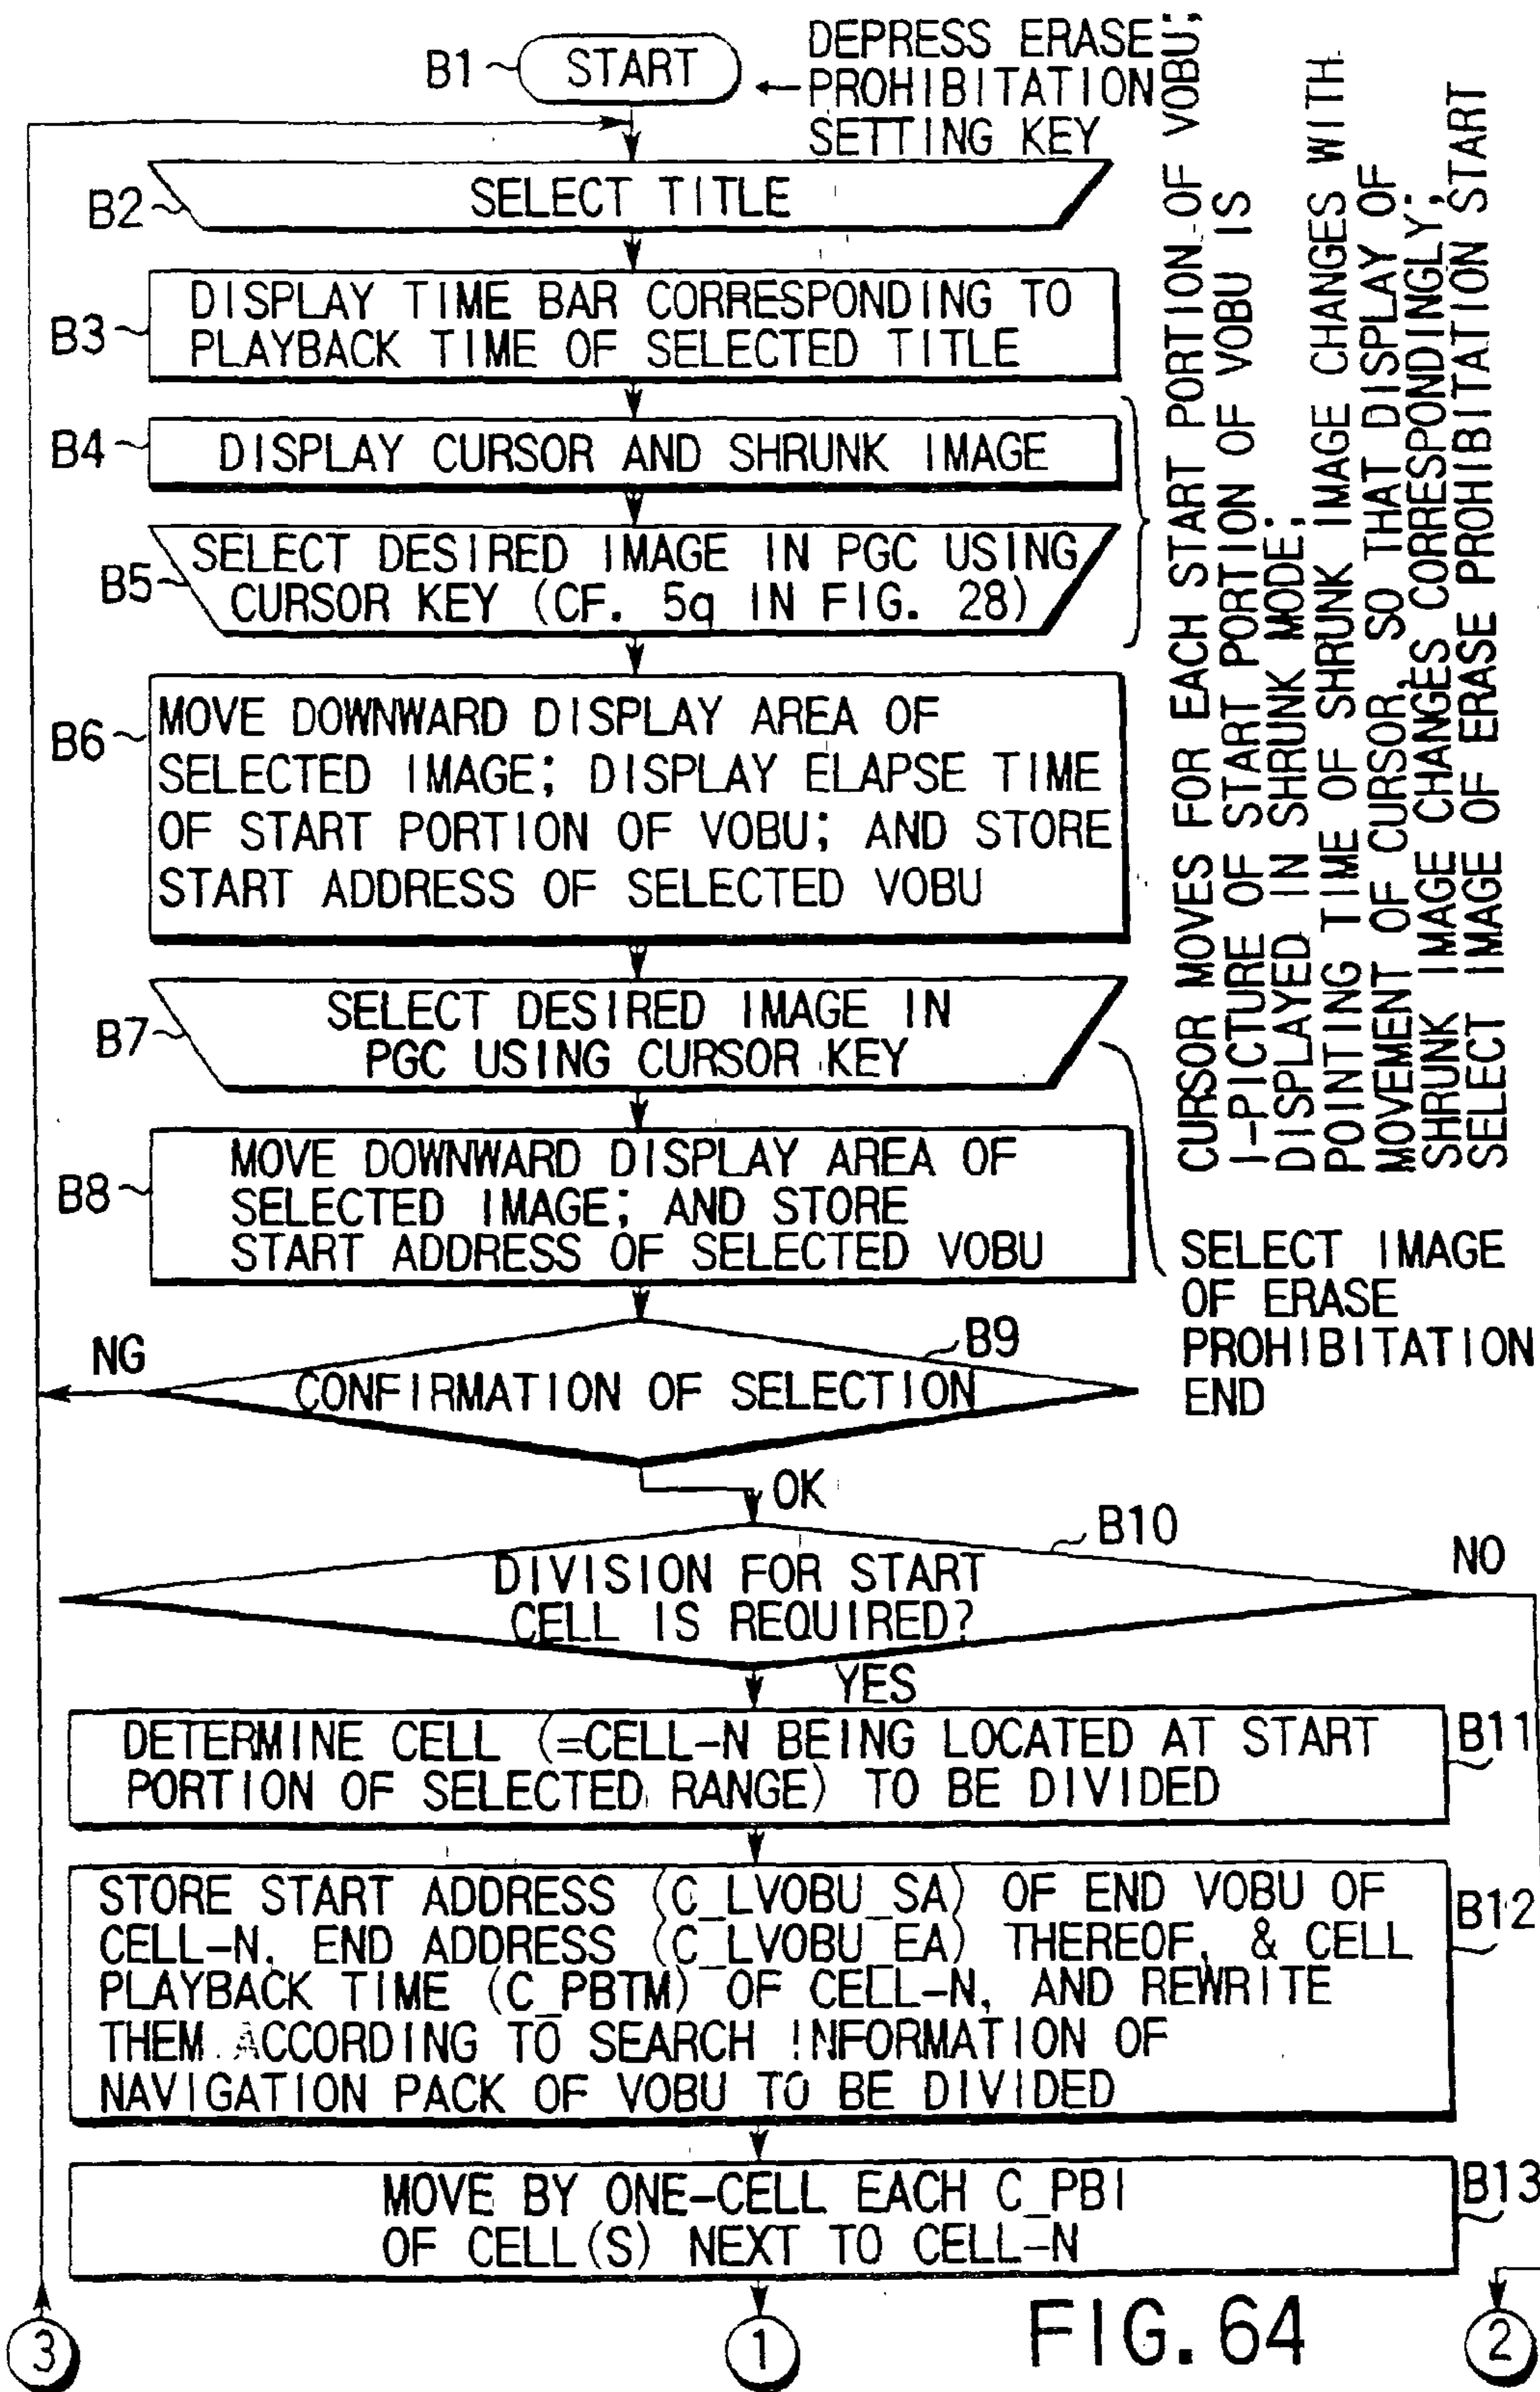 B1
START
DEPRESS ERASE
PROHIBITATION
SETTING KEY
B2
SELECT TITLE
B3
DISPLAY TIME BAR CORRESPONDING TO
PLAYBACK TIME OF SELECTED TITLE
B4
DISPLAY CURSOR AND SHRUNK IMAGE
B5
SELECT DESIRED IMAGE IN PGC USING
CURSOR KEY (CF. 5q IN FIG. 28)
CURSOR MOVES FOR EACH START PORTION OF VOBU;
I-PICTURE OF START PORTION OF VOBU IS
DISPLAYED IN SHRUNK MODE;
POINTING TIME OF SHRUNK IMAGE CHANGES WITH
MOVEMENT OF CURSOR, SO THAT DISPLAY OF
SHRUNK IMAGE CHANGES CORRESPONDINGLY;
SELECT IMAGE OF ERASE PROHIBITATION START
B6
MOVE DOWNWARD DISPLAY AREA OF
SELECTED IMAGE; DISPLAY ELAPSE TIME
OF START PORTION OF VOBU; AND STORE
START ADDRESS OF SELECTED VOBU
B7
SELECT DESIRED IMAGE IN
PGC USING CURSOR KEY
SELECT IMAGE
OF ERASE
PROHIBITATION
END
B8
MOVE DOWNWARD DISPLAY AREA OF
SELECTED IMAGE; AND STORE
START ADDRESS OF SELECTED VOBU
NG
B9
CONFIRMATION OF SELECTION
OK
B10
DIVISION FOR START
CELL IS REQUIRED?
NO
YES
DETERMINE CELL (=CELL-N BEING LOCATED AT START
PORTION OF SELECTED RANGE) TO BE DIVIDED
B11
STORE START ADDRESS (C_LVOBU_SA) OF END VOBU OF
CELL-N, END ADDRESS (C_LVOBU_EA) THEREOF, & CELL
PLAYBACK TIME (C_PBTM) OF CELL-N, AND REWRITE
THEM ACCORDING TO SEARCH INFORMATION OF
NAVIGATION PACK OF VOBU TO BE DIVIDED
B12
MOVE BY ONE-CELL EACH C_PBI
OF CELL(S) NEXT TO CELL-N
B13
3
1
FIG. 64
2